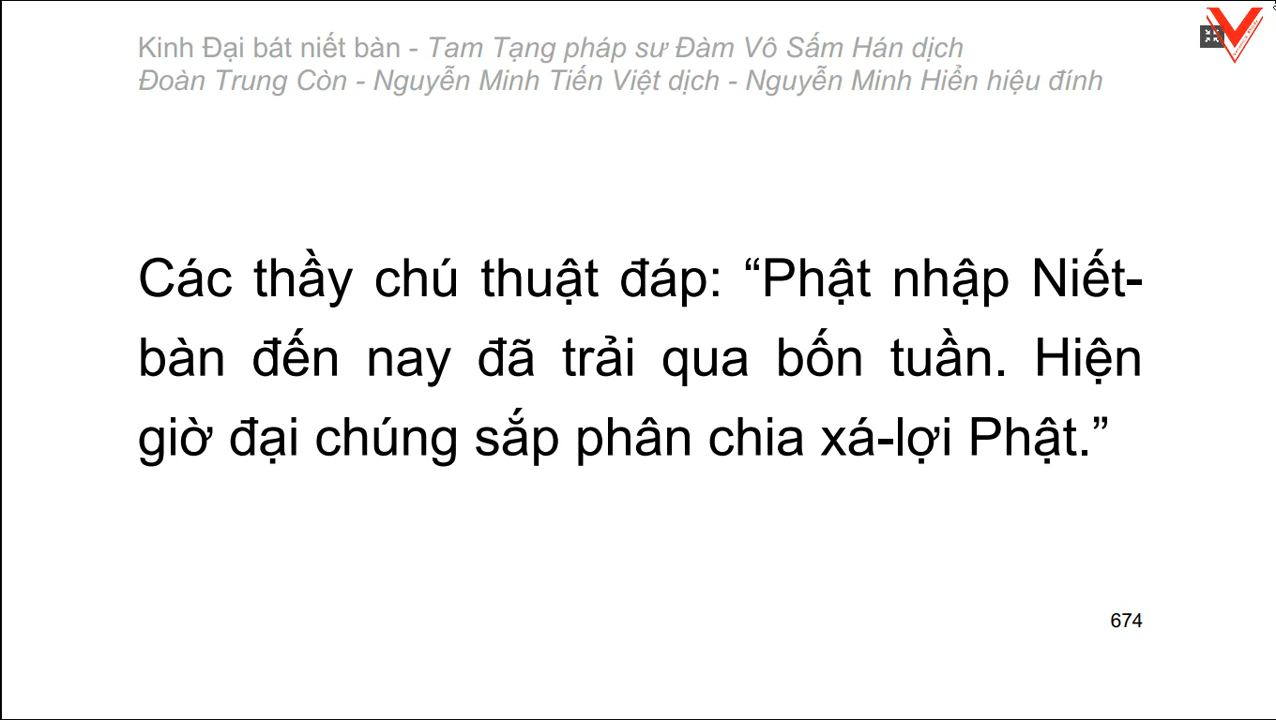 Kinh Đại bát niết bàn - Tam Tạng pháp sư Đàm Vô Sấm Hán dịch
Đoàn Trung Còn - Nguyễn Minh Tiến Việt dịch - Nguyễn Minh Hiển hiệu đính
Các thầy chú thuật đáp: “Phật nhập Niết-
bàn đến nay đã trải qua bốn tuần. Hiện
giờ đại chúng sắp phân chia xá-lợi Phật.”
674